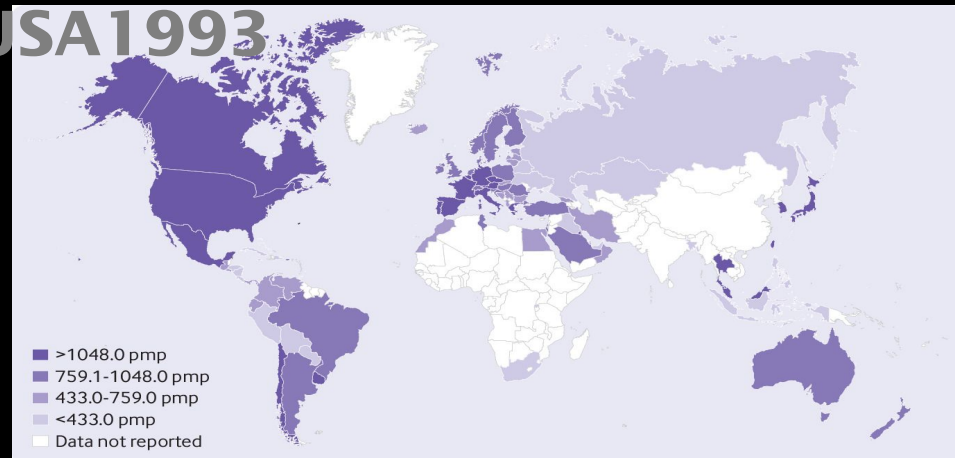 USA1993
>1048.0 pmp
759.1-1048.0 pmp
433.0-759.0 pmp
<433.0 pmp
Data not reported